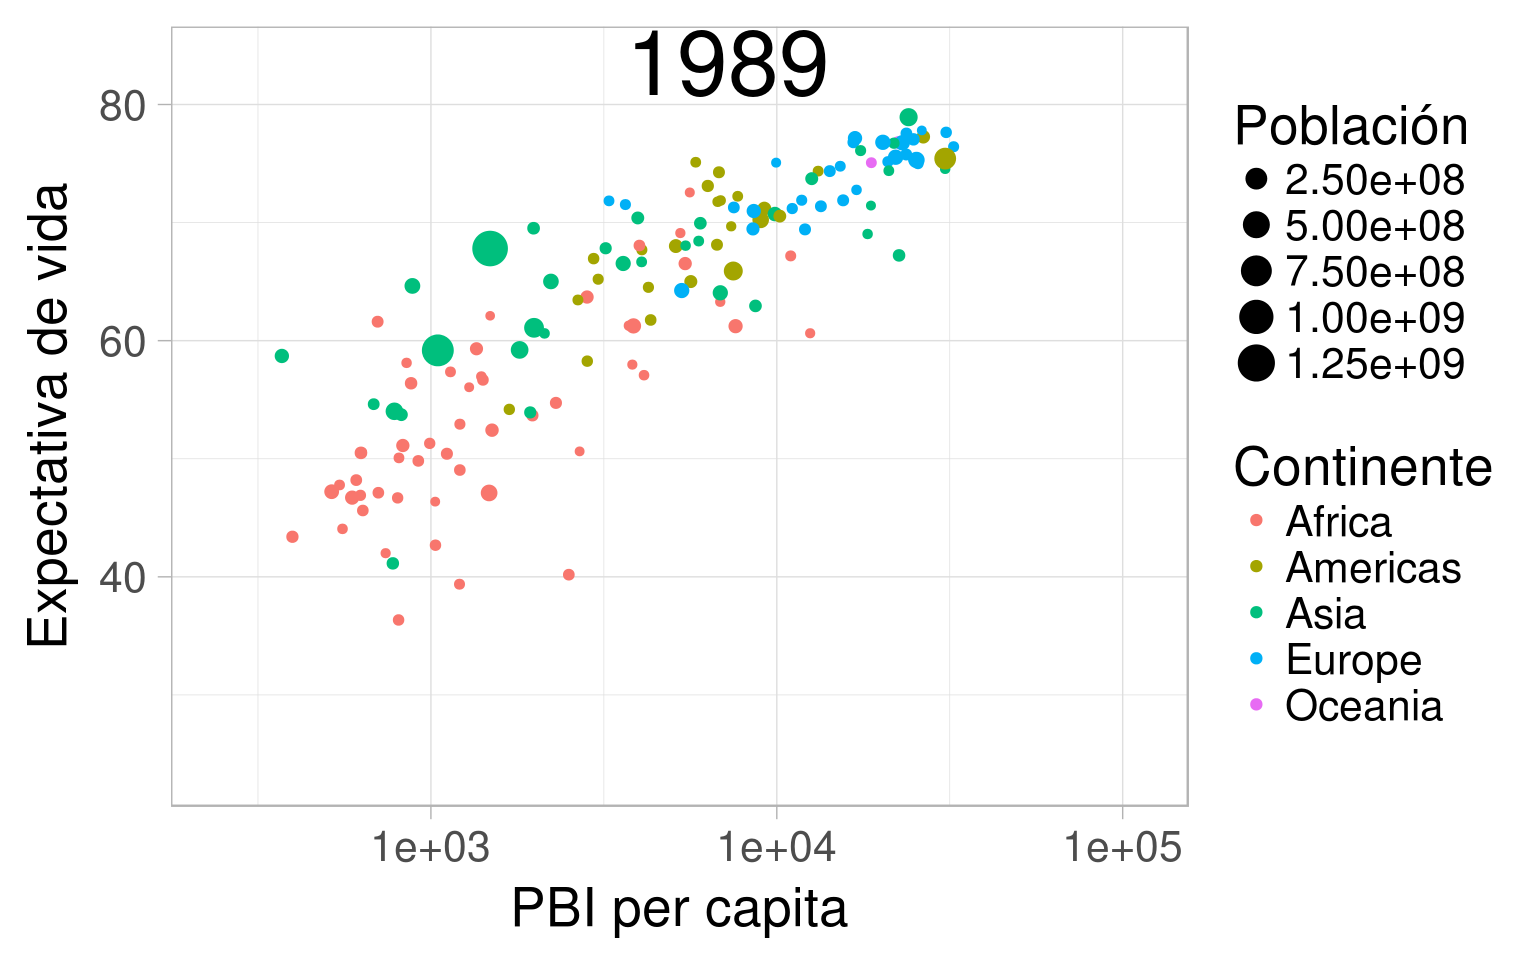 1989
80
60
40
Expectativa de vida
1e+03
1e+04
1e+05
PBI per capita
Población
2.50e+08
5.00e+08
7.50e+08
1.00e+09
1.25e+09
Continente
Africa
Americas
Asia
Europe
Oceania